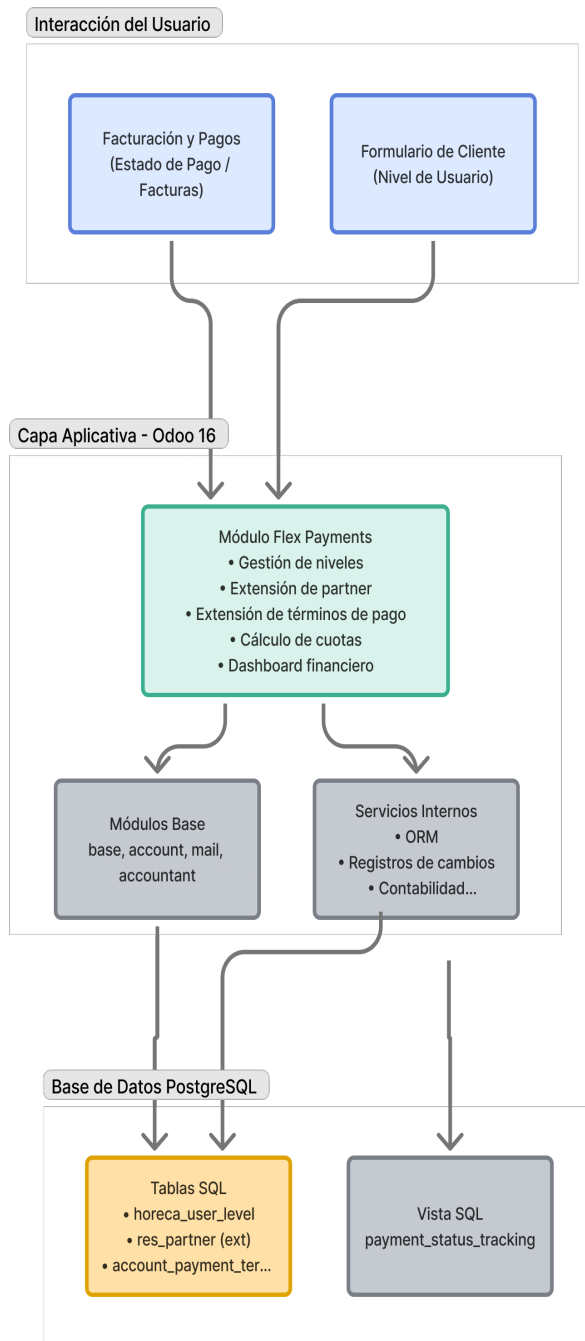 Interacción del Usuario
Facturación y Pagos
(Estado de Pago /
Facturas)
Formulario de Cliente
(Nivel de Usuario)
Capa Aplicativa - Odoo 16
Módulo Flex Payments
• Gestión de niveles
• Extensión de partner
• Extensión de términos de pago
• Cálculo de cuotas
• Dashboard financiero
Módulos Base
base, account, mail,
accountant
Servicios Internos
• ORM
• Registros de cambios
• Contabilidad...
Base de Datos PostgreSQL
Tablas SQL
• horeca_user_level
• res_partner (ext)
• account_payment_ter...
Vista SQL
payment_status_tracking